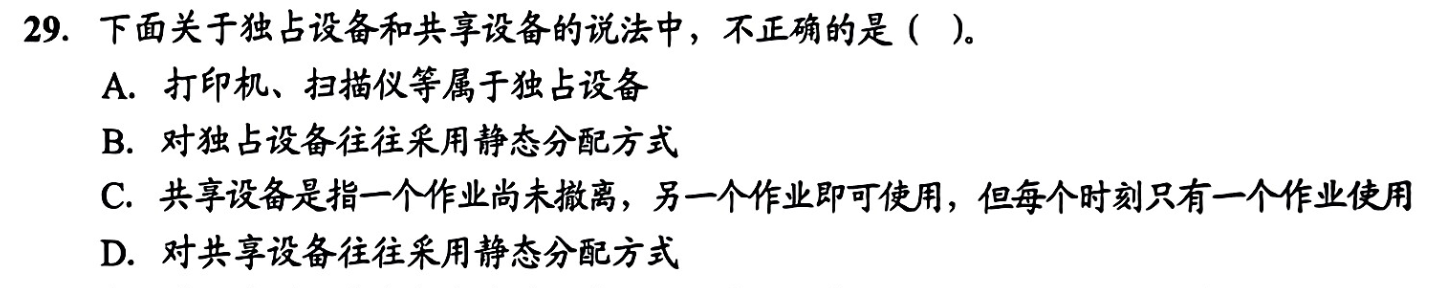 29. 下面关于独占设备和共享设备的说法中，不正确的是（ ）。
A. 打印机、扫描仪等属于独占设备
B. 对独占设备往往采用静态分配方式
C. 共享设备是指一个作业尚未撤离，另一个作业即可使用，但每个时刻只有一个作业使用
D. 对共享设备往往采用静态分配方式